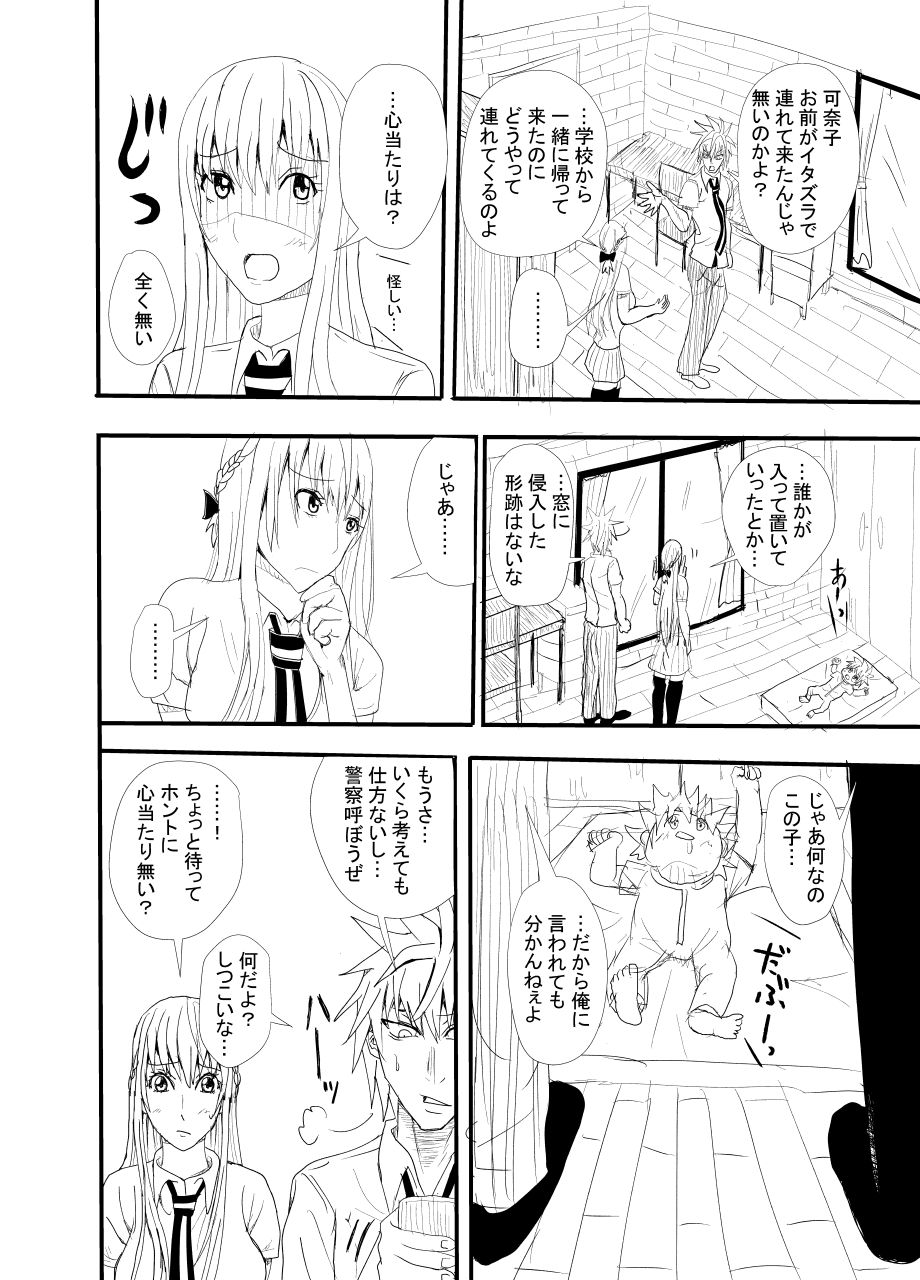 可奈子
お前がイタズラで
連れて来たんじゃ
無いのかよ？
…学校から
一緒に帰って
来たのに
どうやって
連れてくるのよ
………
…心当たりは？
怪しい…
じっ
全く無い
…誰かが
入って置いて
いったとか…
あーっ
…窓に
侵入した
形跡はないな
じゃあ……
………
じゃあ何なの
この子…
だぶーっ
…だから俺に
言われても
分かんねぇよ
もうさ…
いくら考えても
仕方ないし…
警察呼ぼうぜ
……！
ちょっと待って
ホントに
心当たり無い？
何だよ？
しつこいな…